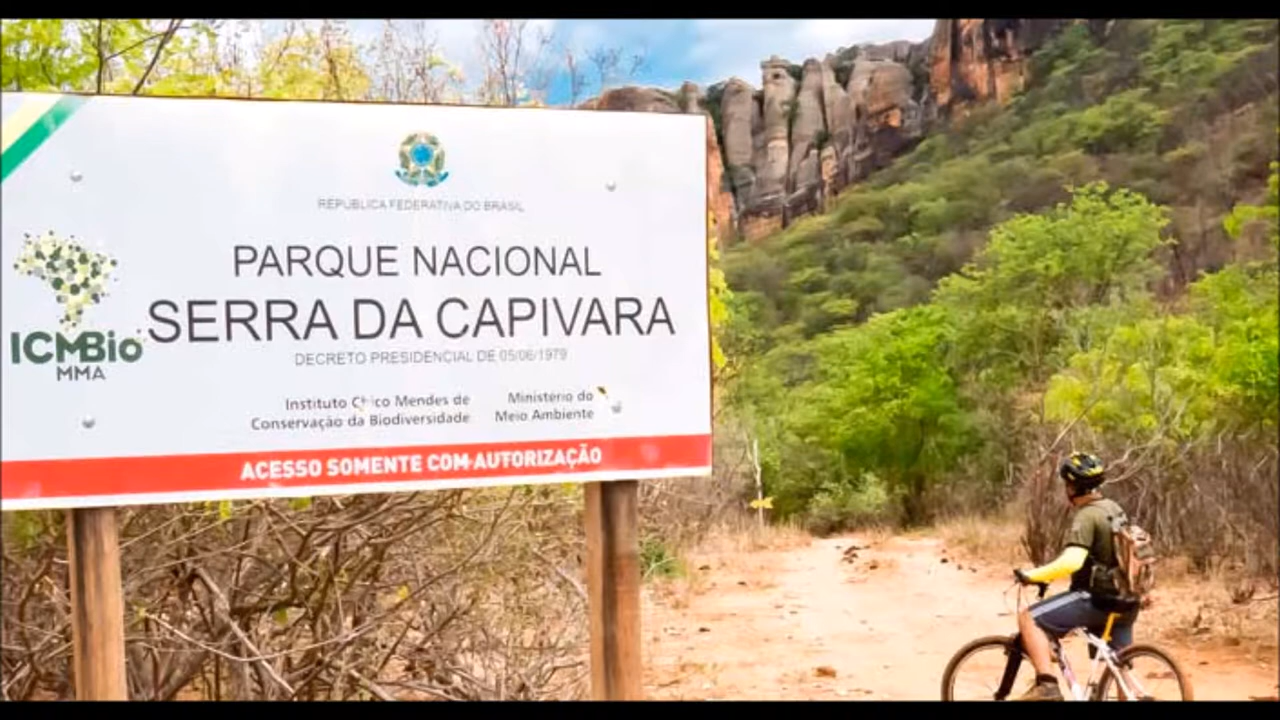 REPÚBLICA FEDERATIVA DO BRASIL
PARQUE NACIONAL
SERRA DA CAPIVARA
DECRETO PRESIDENCIAL DE 05/06/1979
ICMBio
MMA
Instituto Chico Mendes de
Conservação da Biodiversidade
Ministério do
Meio Ambiente
ACESSO SOMENTE COM AUTORIZAÇÃO